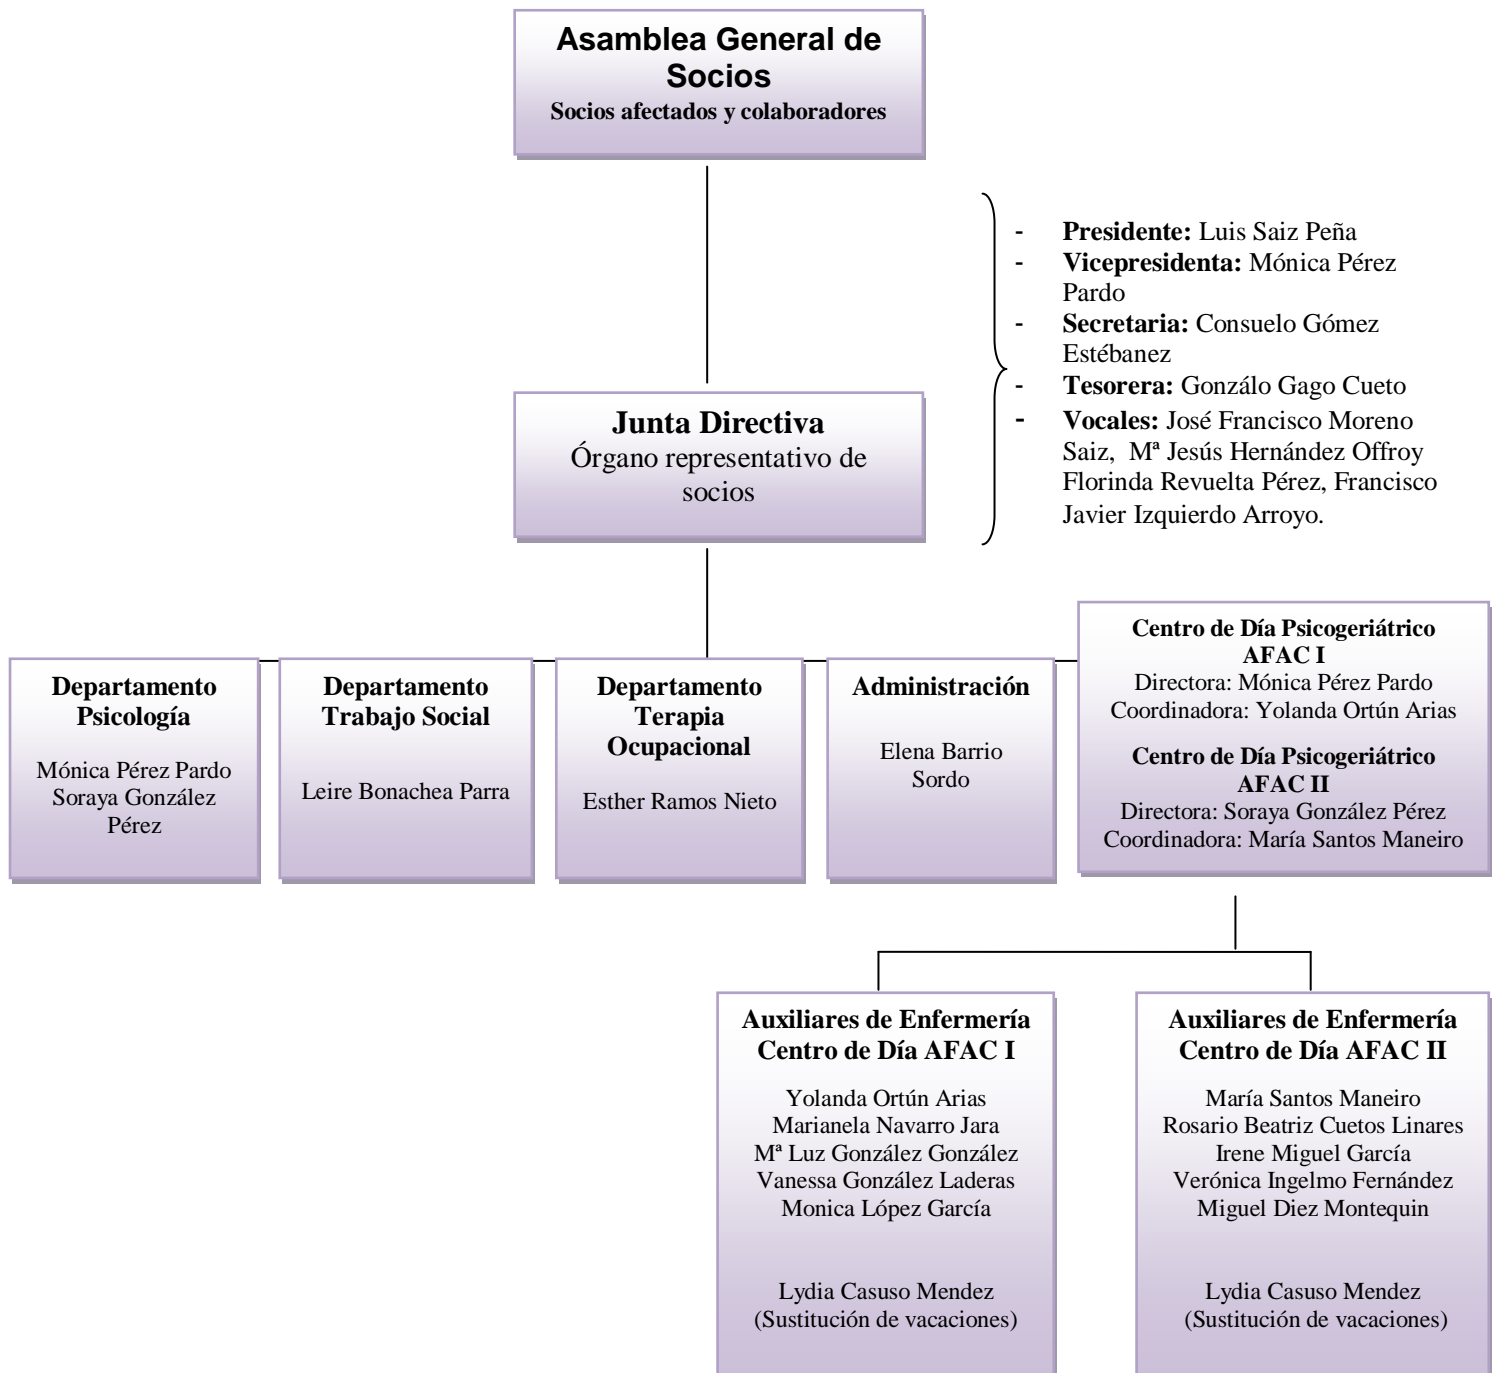 Asamblea General de
Socios
Socios afectados y colaboradores
- Presidente: Luis Saiz Peña
- Vicepresidenta: Mónica Pérez
Pardo
- Secretaria: Consuelo Gómez
Estébanez
- Tesorera: Gonzálo Gago Cueto
- Vocales: José Francisco Moreno
Saiz, Mª Jesús Hernández Offroy
Florinda Revuelta Pérez, Francisco
Javier Izquierdo Arroyo.
Junta Directiva
Órgano representativo de
socios
Departamento
Psicología
Mónica Pérez Pardo
Soraya González
Pérez
Departamento
Trabajo Social
Leire Bonachea Parra
Departamento
Terapia
Ocupacional
Esther Ramos Nieto
Administración
Elena Barrio
Sordo
Centro de Día Psicogeriátrico
AFAC I
Directora: Mónica Pérez Pardo
Coordinadora: Yolanda Ortún Arias
Centro de Día Psicogeriátrico
AFAC II
Directora: Soraya González Pérez
Coordinadora: María Santos Maneiro
Auxiliares de Enfermería
Centro de Día AFAC I
Yolanda Ortún Arias
Marianela Navarro Jara
Mª Luz González González
Vanessa González Laderas
Monica López García
Lydia Casuso Mendez
(Sustitución de vacaciones)
Auxiliares de Enfermería
Centro de Día AFAC II
María Santos Maneiro
Rosario Beatriz Cuetos Linares
Irene Miguel García
Verónica Ingelmo Fernández
Miguel Diez Montequin
Lydia Casuso Mendez
(Sustitución de vacaciones)